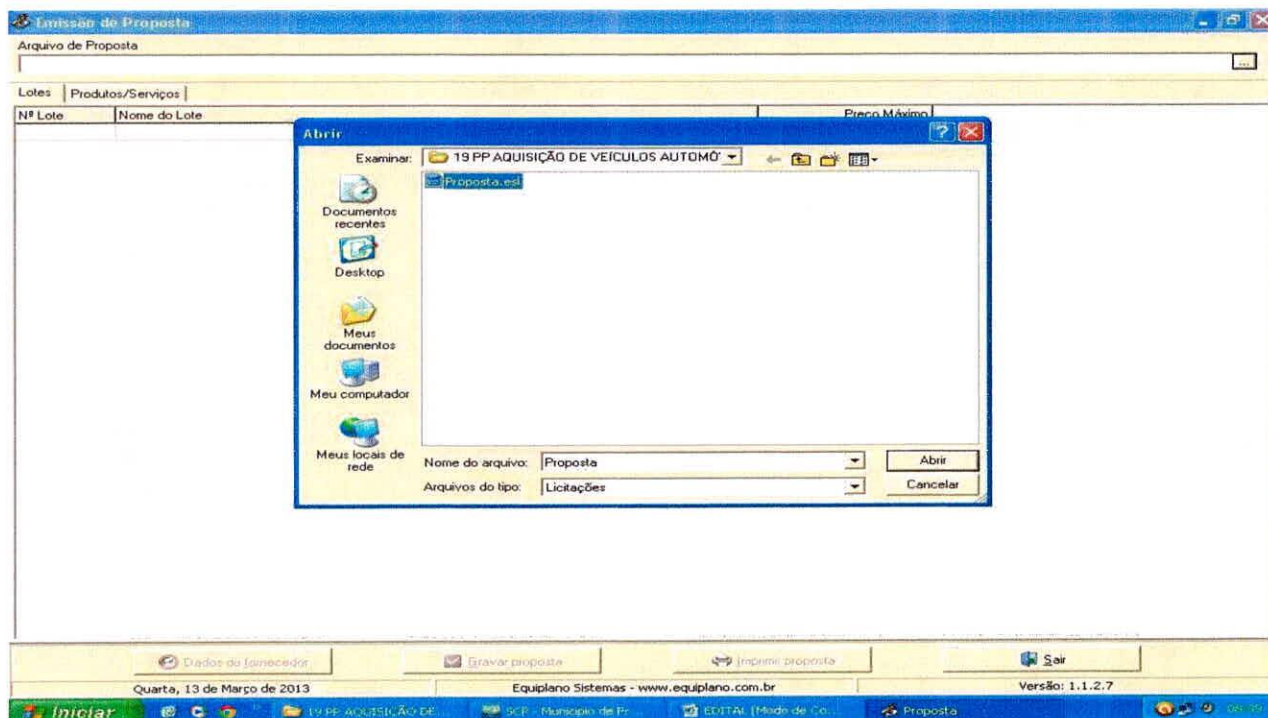 Emissão de Proposta
Arquivo de Proposta
...
Lotes Produtos/Serviços
Nº Lote Nome do Lote Preço Máximo
Abrir
Examinar: 19 PP AQUISIÇÃO DE VEÍCULOS AUTOMÓ
Proposta.esl
Documentos
recentes
Desktop
Meus
documentos
Meu computador
Meus locais de
rede
Nome do arquivo: Proposta Abrir
Arquivos do tipo: Licitações Cancelar
Dados do fornecedor Gravar proposta Imprimir proposta Sair
Quarta, 13 de Março de 2013 Equiplano Sistemas - www.equiplano.com.br Versão: 1.1.2.7
Iniciar 19 PP AQUISIÇÃO DE... SCP - Município de Pr... EDITAL [Modo de Co... Proposta